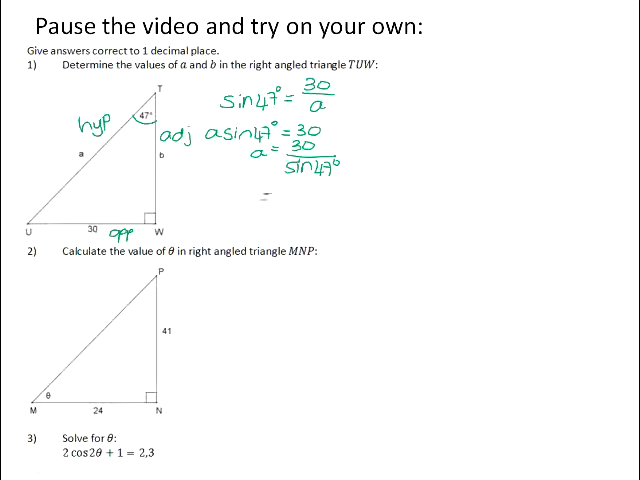 Pause the video and try on your own:
Give answers correct to 1 decimal place.
1) Determine the values of a and b in the right angled triangle TUW:
T
47°
hyp
adj
a
b
U
30
opp
W
sin47° = 30/a
a sin47° = 30
a = 30/sin47°
=
2) Calculate the value of θ in right angled triangle MNP:
P
41
θ
M
24
N
3) Solve for θ:
2 cos2θ + 1 = 2,3